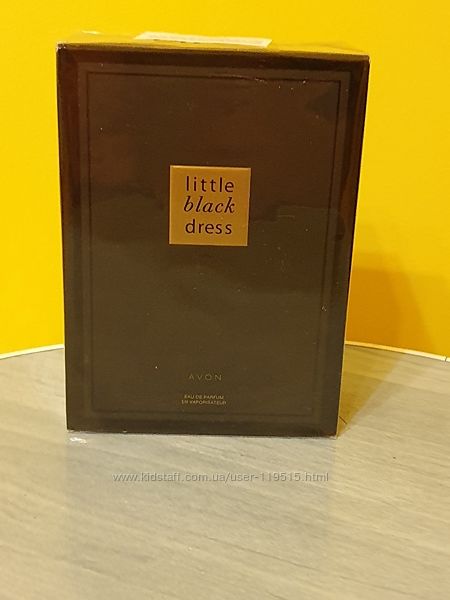 little
black
dress
AVON
EAU DE PARFUM
EN VAPORISATEUR
www.kidstaff.com.ua/user-119515.html